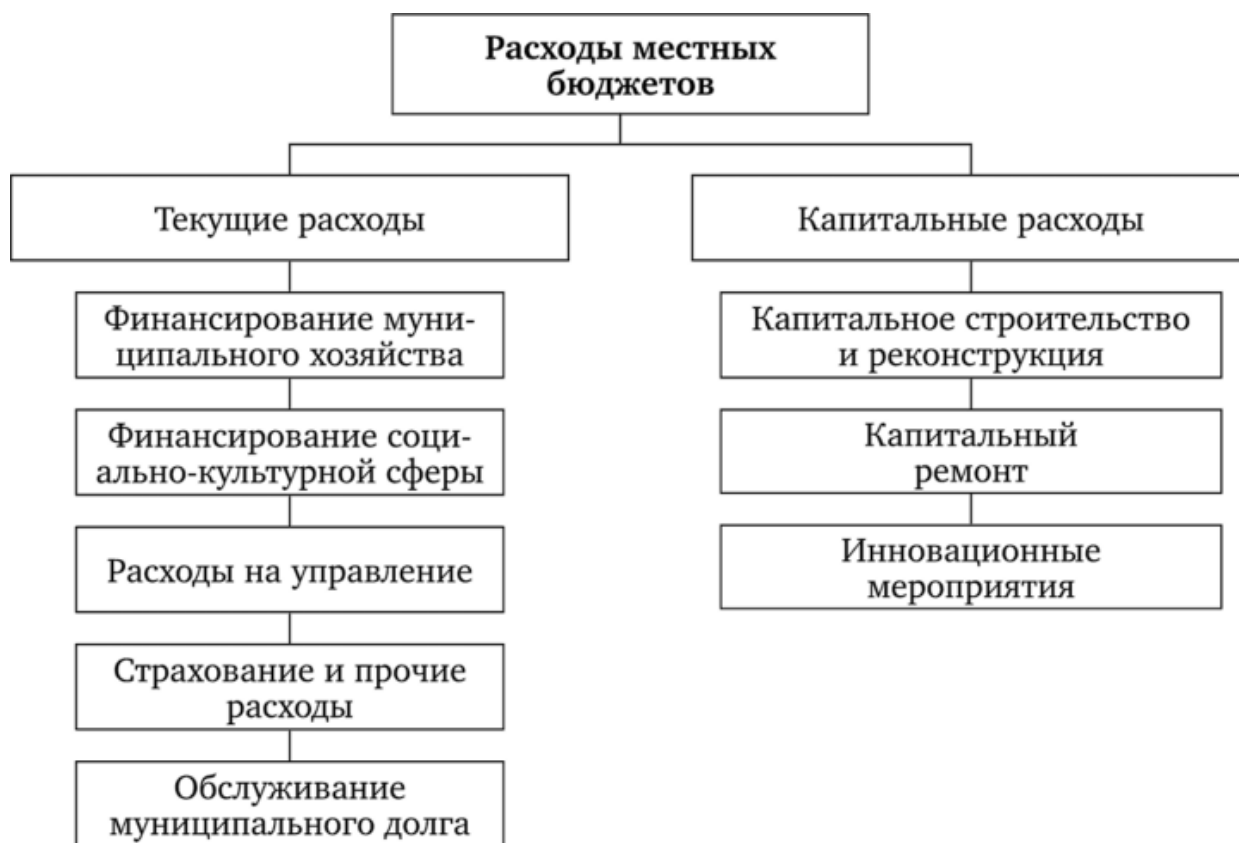 Расходы местных
бюджетов
Текущие расходы
Финансирование муни-
ципального хозяйства
Финансирование соци-
ально-культурной сферы
Расходы на управление
Страхование и прочие
расходы
Обслуживание
муниципального долга
Капитальные расходы
Капитальное строительство
и реконструкция
Капитальный
ремонт
Инновационные
мероприятия